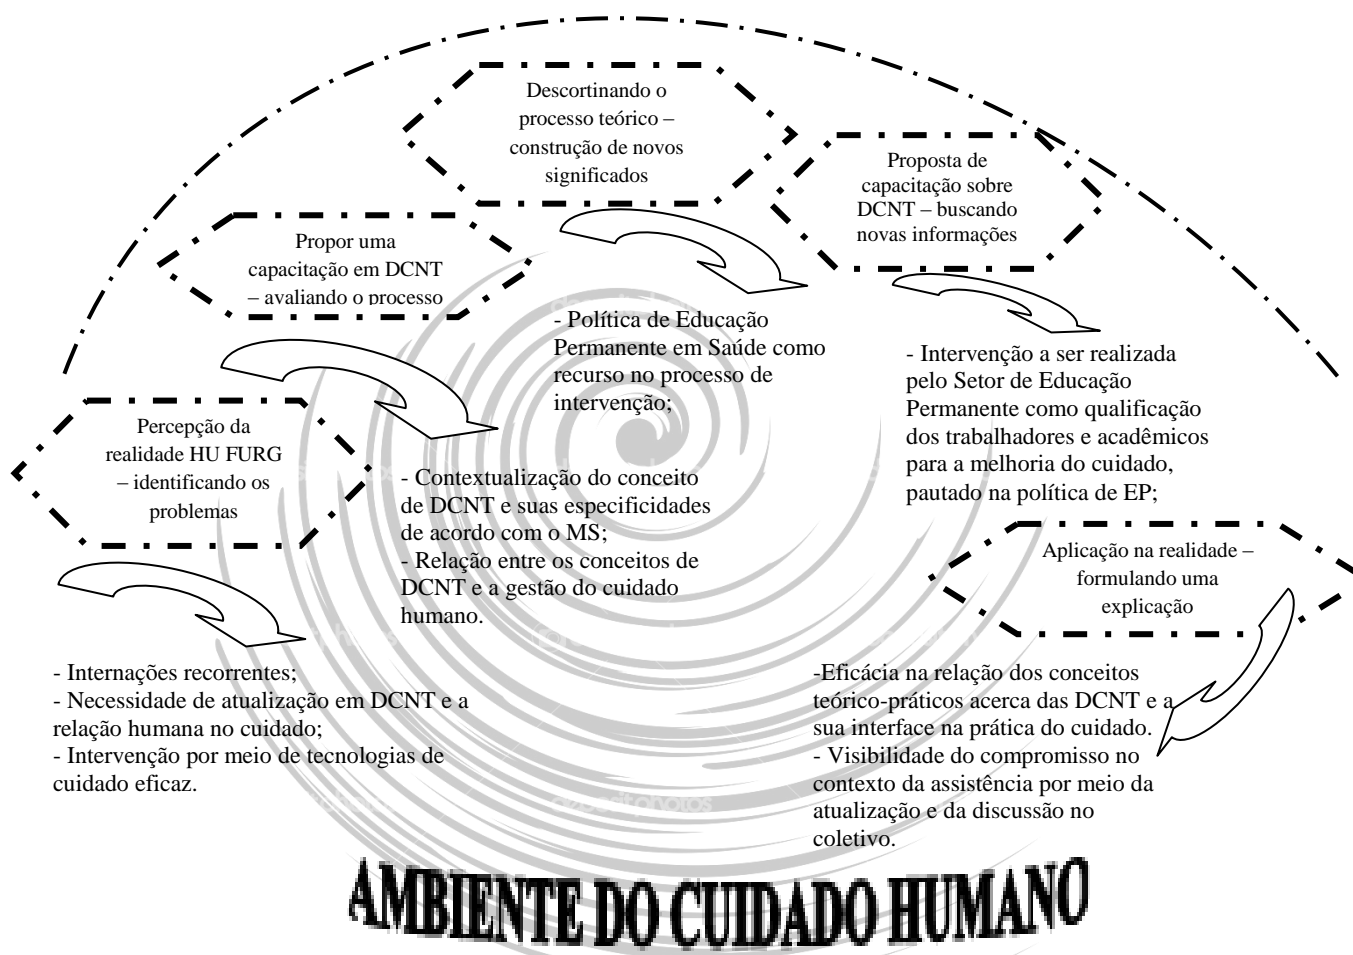 Descortinando o
processo teórico –
construção de novos
significados
Proposta de
capacitação sobre
DCNT – buscando
novas informações
Propor uma
capacitação em DCNT
– avaliando o processo
- Política de Educação
Permanente em Saúde como
recurso no processo de
intervenção;
- Intervenção a ser realizada
pelo Setor de Educação
Permanente como qualificação
dos trabalhadores e acadêmicos
para a melhoria do cuidado,
pautado na política de EP;
Percepção da
realidade HU FURG
– identificando os
problemas
- Contextualização do conceito
de DCNT e suas especificidades
de acordo com o MS;
- Relação entre os conceitos de
DCNT e a gestão do cuidado
humano.
Aplicação na realidade –
formulando uma
explicação
- Internações recorrentes;
- Necessidade de atualização em DCNT e a
relação humana no cuidado;
- Intervenção por meio de tecnologias de
cuidado eficaz.
-Eficácia na relação dos conceitos
teórico-práticos acerca das DCNT e a
sua interface na prática do cuidado.
- Visibilidade do compromisso no
contexto da assistência por meio da
atualização e da discussão no
coletivo.
AMBIENTE DO CUIDADO HUMANO